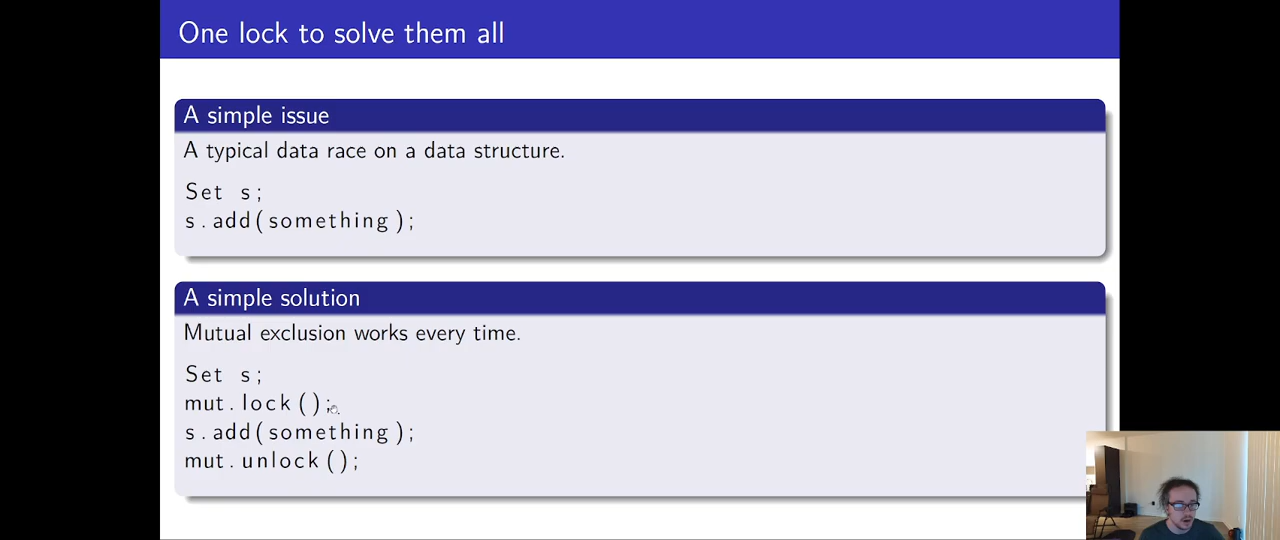 One lock to solve them all
A simple issue
A typical data race on a data structure.
Set s;
s.add(something);
A simple solution
Mutual exclusion works every time.
Set s;
mut.lock();
s.add(something);
mut.unlock();